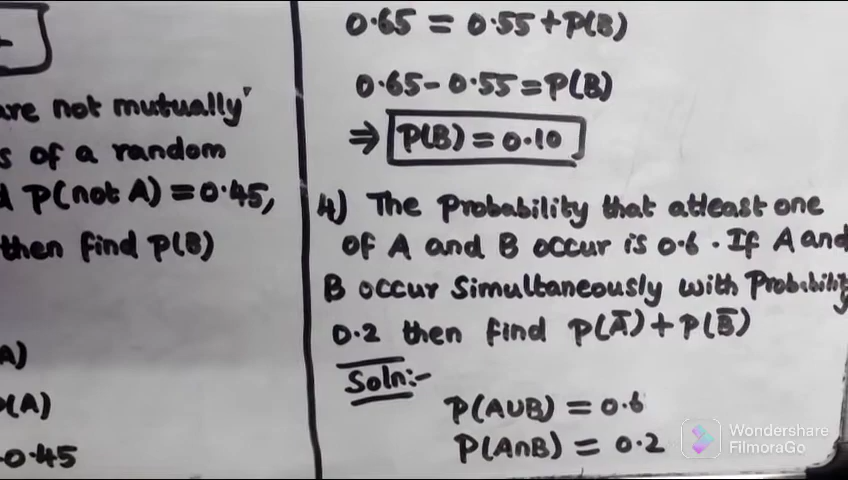 are not mutually
s of a random
P(not A) = 0.45,
then find P(B)
A)
P(A)
0.45
0.65 = 0.55 + P(B)
0.65 - 0.55 = P(B)
⇒ P(B) = 0.10
4) The Probability that atleast one
of A and B occur is 0.6. If A and
B occur Simultaneously with Probability
0.2 then find P(Ā) + P(B̄)
Soln:-
P(A∪B) = 0.6
P(A∩B) = 0.2
Wondershare
FilmoraGo